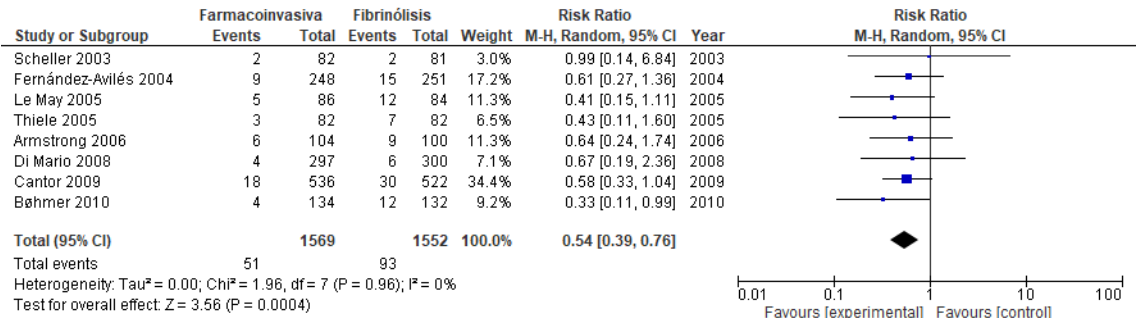 Farmacoinvasiva Fibrinólisis Risk Ratio Risk Ratio
Study or Subgroup Events Total Events Total Weight M-H, Random, 95% CI Year M-H, Random, 95% CI
Scheller 2003 2 82 2 81 3.0% 0.99 [0.14, 6.84] 2003
Fernández-Avilés 2004 9 248 15 251 17.2% 0.61 [0.27, 1.36] 2004
Le May 2005 5 86 12 84 11.3% 0.41 [0.15, 1.11] 2005
Thiele 2005 3 82 7 82 6.5% 0.43 [0.11, 1.60] 2005
Armstrong 2006 6 104 9 100 11.3% 0.64 [0.24, 1.74] 2006
Di Mario 2008 4 297 6 300 7.1% 0.67 [0.19, 2.36] 2008
Cantor 2009 18 536 30 522 34.4% 0.58 [0.33, 1.04] 2009
Bøhmer 2010 4 134 12 132 9.2% 0.33 [0.11, 0.99] 2010
Total (95% CI) 1569 1552 100.0% 0.54 [0.39, 0.76]
Total events 51 93
Heterogeneity: Tau² = 0.00; Chi² = 1.96, df = 7 (P = 0.96); I² = 0%
Test for overall effect: Z = 3.56 (P = 0.0004)
0.01 0.1 1 10 100
Favours [experimental] Favours [control]